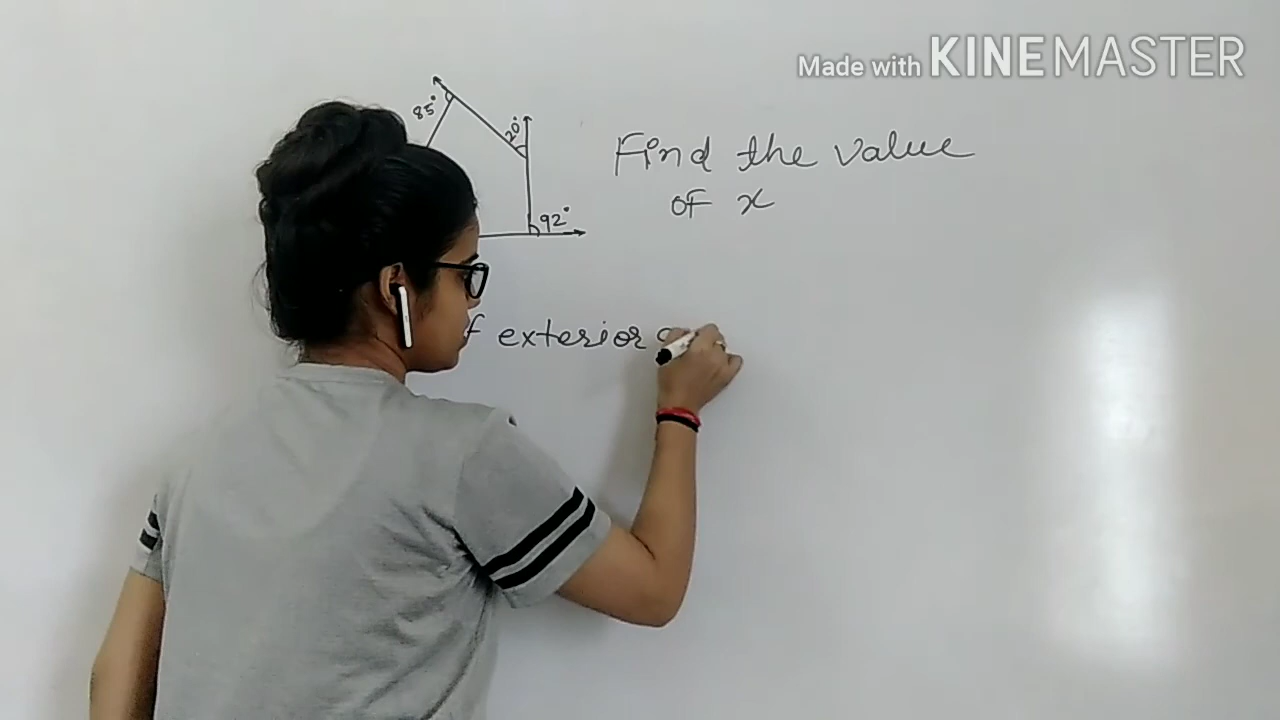 Made with KINEMASTER
85°
20°
Find the value
of x
92°
exterior